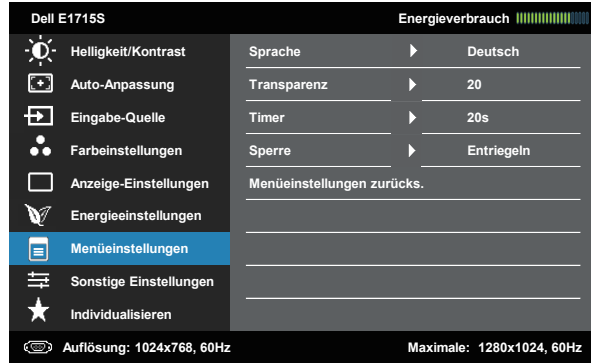 Dell E1715S Energieverbrauch
Helligkeit/Kontrast Sprache Deutsch
Auto-Anpassung Transparenz 20
Eingabe-Quelle Timer 20s
Farbeinstellungen Sperre Entriegeln
Anzeige-Einstellungen Menüeinstellungen zurücks.
Energieeinstellungen
Menüeinstellungen
Sonstige Einstellungen
Individualisieren
Auflösung: 1024x768, 60Hz Maximale: 1280x1024, 60Hz